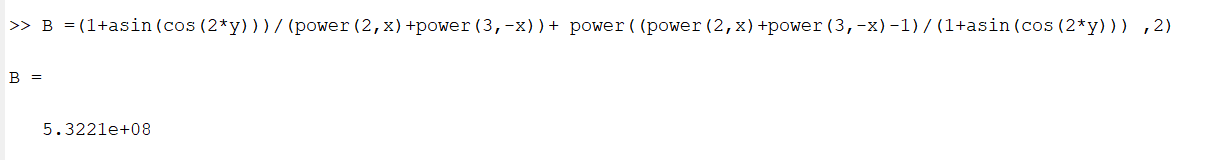 >> B =(1+asin(cos(2*y)))/(power(2,x)+power(3,-x))+ power((power(2,x)+power(3,-x)-1)/(1+asin(cos(2*y))) ,2)
B =
5.3221e+08